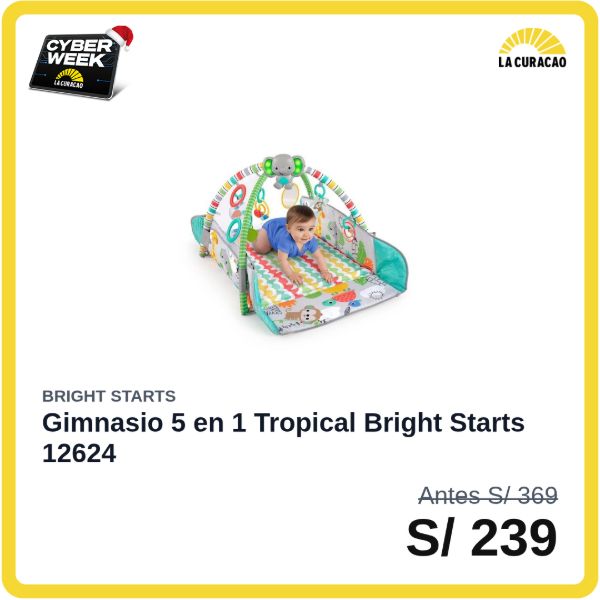 CYBER
WEEK
LA CURACAO
LA CURACAO
BRIGHT STARTS
Gimnasio 5 en 1 Tropical Bright Starts
12624
Antes S/ 369
S/ 239